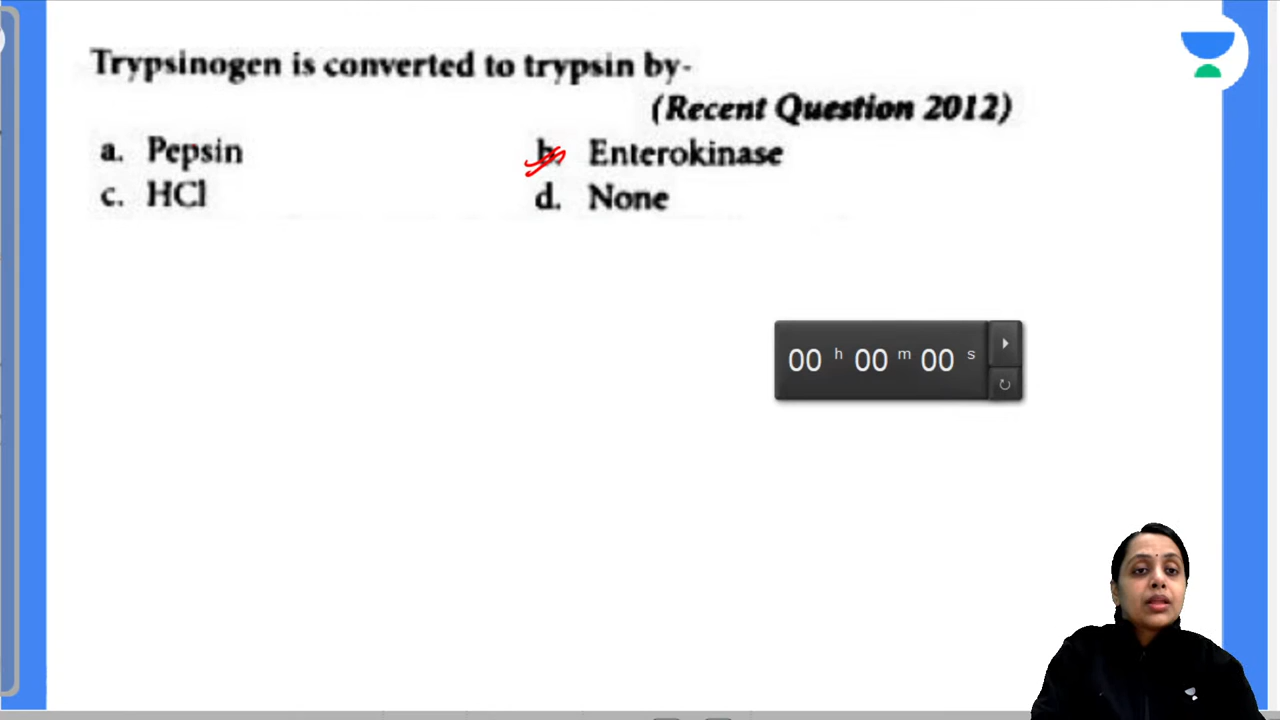 Trypsinogen is converted to trypsin by-
(Recent Question 2012)
a. Pepsin b. Enterokinase
c. HCl d. None
00 h 00 m 00 s